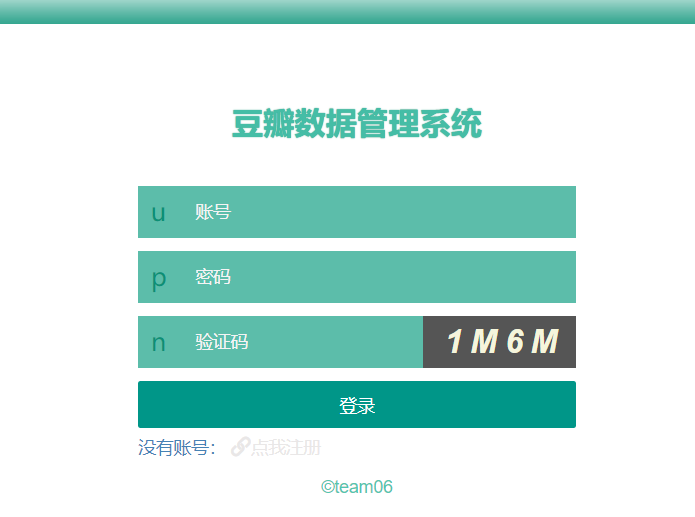 豆瓣数据管理系统
u 账号
p 密码
n 验证码 1 M 6 M
登录
没有账号： 点我注册
©team06